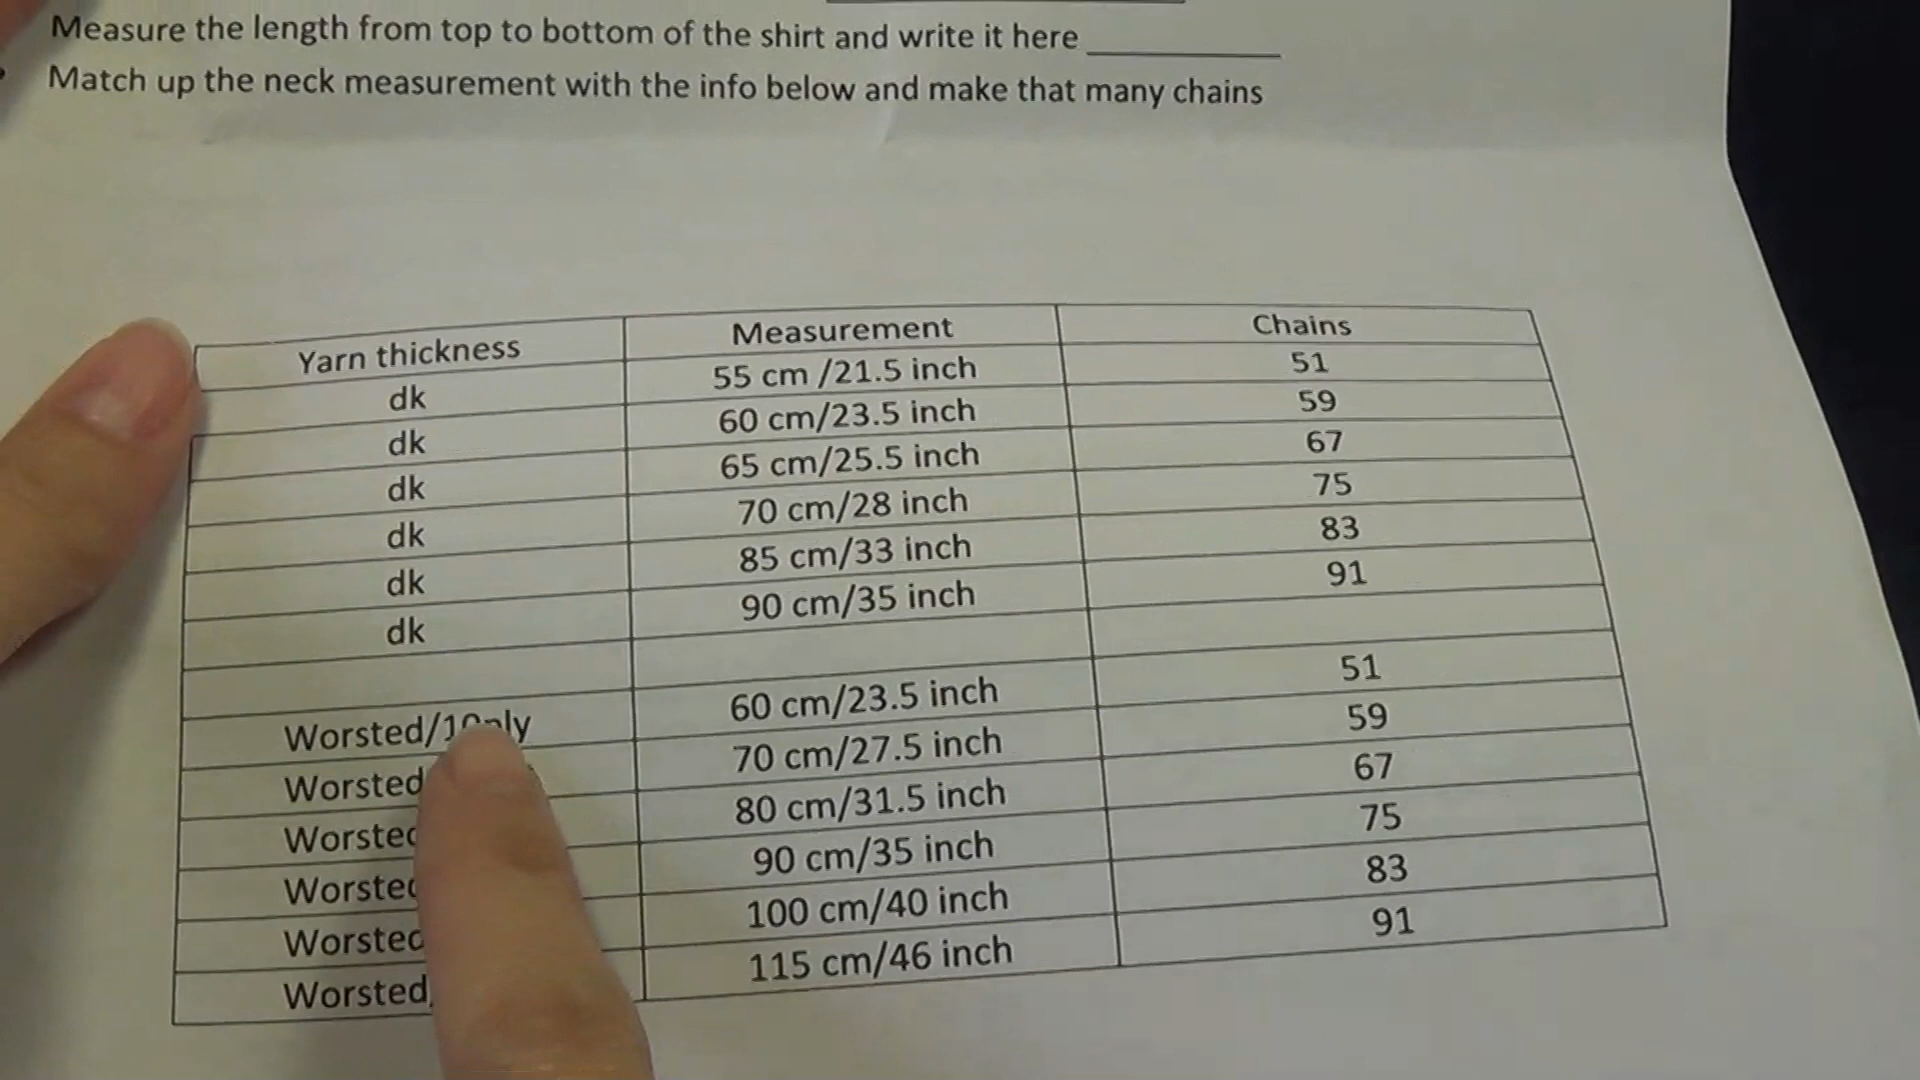 Measure the length from top to bottom of the shirt and write it here
Match up the neck measurement with the info below and make that many chains
Yarn thickness Measurement Chains
dk 55 cm /21.5 inch 51
dk 60 cm/23.5 inch 59
dk 65 cm/25.5 inch 67
dk 70 cm/28 inch 75
dk 85 cm/33 inch 83
dk 90 cm/35 inch 91
Worsted/10ply 60 cm/23.5 inch 51
Worsted 70 cm/27.5 inch 59
Worsted 80 cm/31.5 inch 67
Worsted 90 cm/35 inch 75
Worsted 100 cm/40 inch 83
Worsted 115 cm/46 inch 91